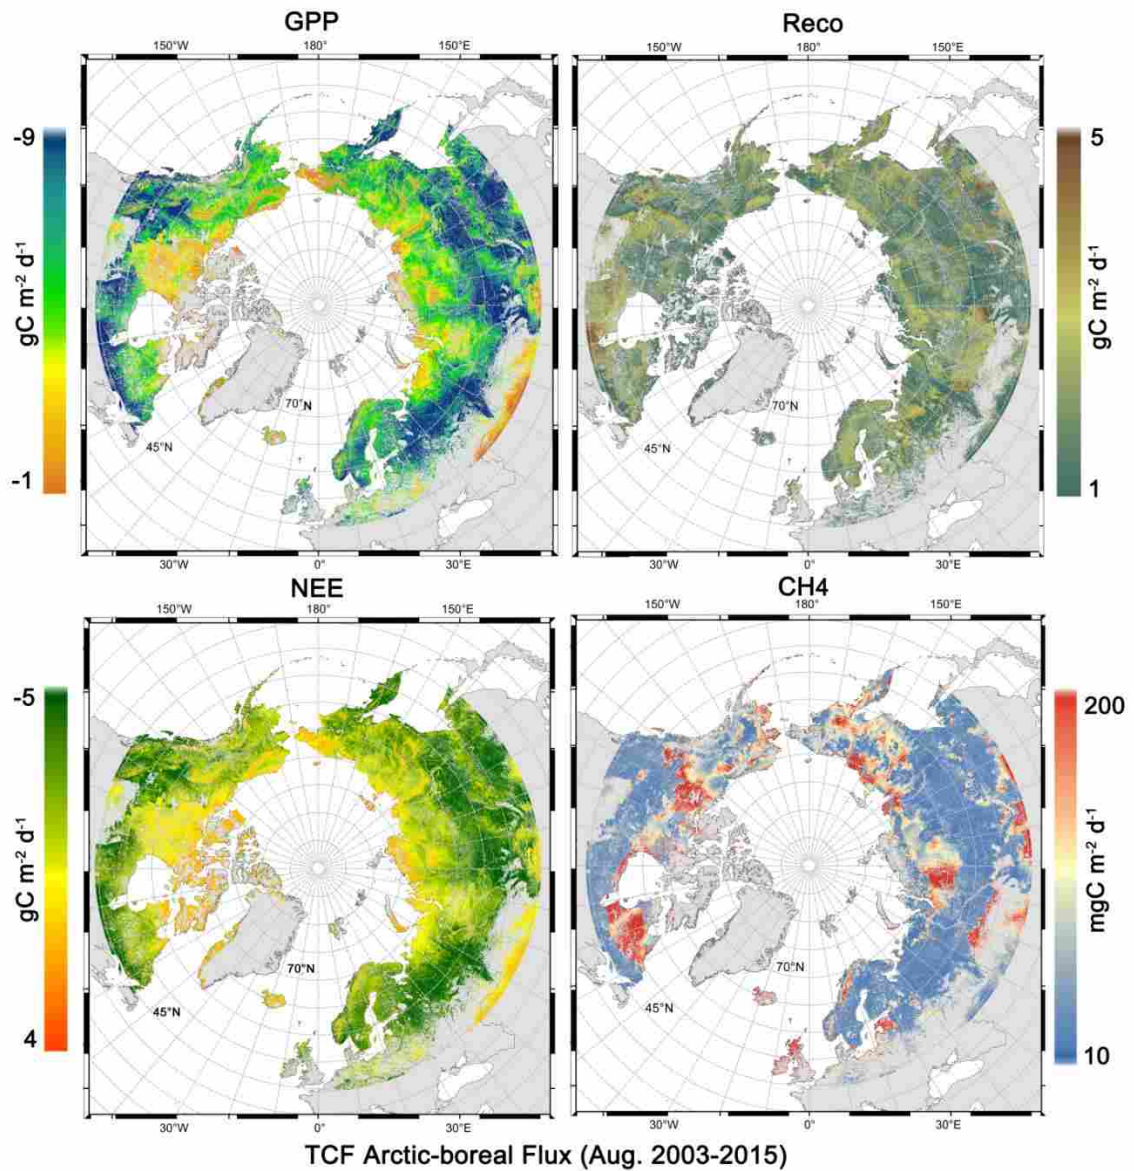 GPP
Reco
150°W 180° 150°E
150°W 180° 150°E
-9
gC m⁻² d⁻¹
-1
70°N
45°N
5
gC m⁻² d⁻¹
1
70°N
45°N
30°W 0° 30°E
30°W 0° 30°E
NEE
CH4
150°W 180° 150°E
150°W 180° 150°E
-5
gC m⁻² d⁻¹
4
70°N
45°N
200
mgC m⁻² d⁻¹
10
70°N
45°N
30°W 0° 30°E
30°W 0° 30°E
TCF Arctic-boreal Flux (Aug. 2003-2015)